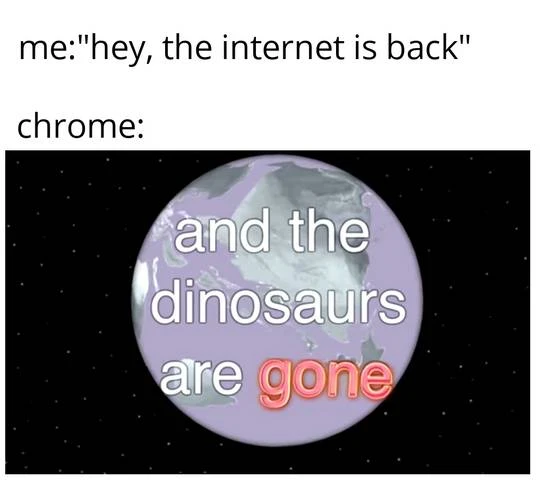 me:"hey, the internet is back"
chrome:
and the
dinosaurs
are gone